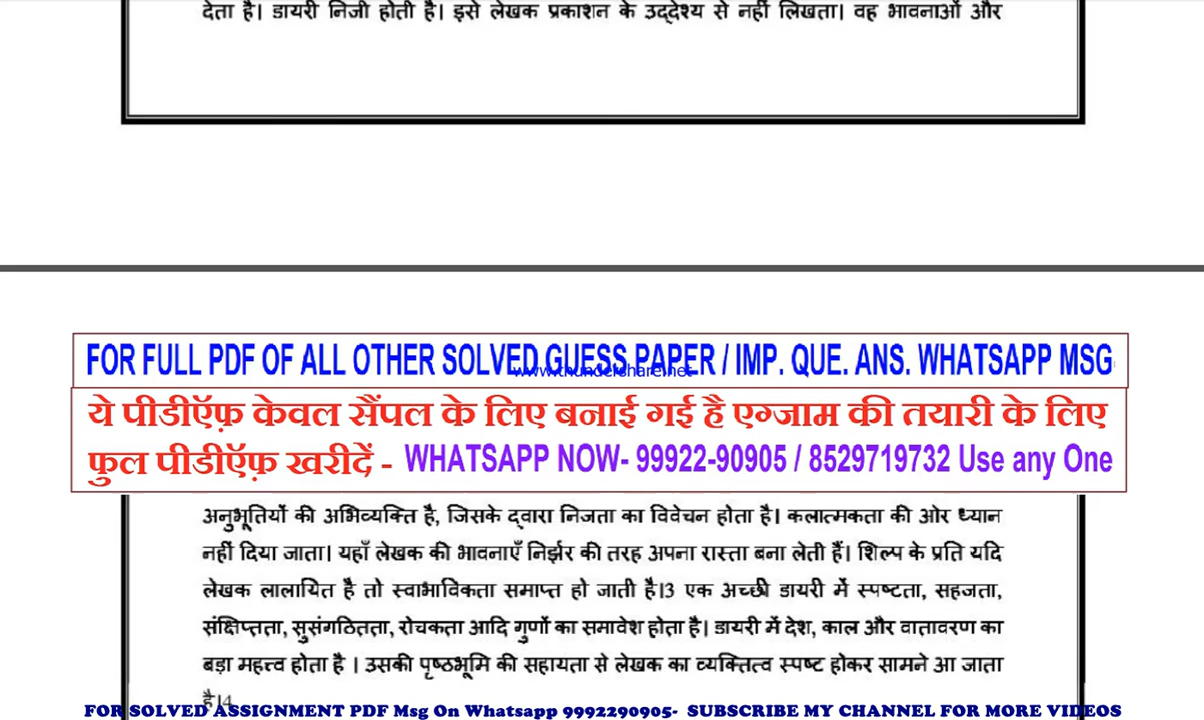 देता है। डायरी निजी होती है। इसे लेखक प्रकाशन के उद्देश्य से नहीं लिखता। वह भावनाओं और
FOR FULL PDF OF ALL OTHER SOLVED GUESS PAPER / IMP. QUE. ANS. WHATSAPP MSG
www.thundershare.net
ये पीडीऍफ़ केवल सैंपल के लिए बनाई गई है एग्जाम की तयारी के लिए
फुल पीडीऍफ़ खरीदें - WHATSAPP NOW- 99922-90905 / 8529719732 Use any One
अनुभूतियों की अभिव्यक्ति है, जिसके द्वारा निजता का विवेचन होता है। कलात्मकता की ओर ध्यान
नहीं दिया जाता। यहाँ लेखक की भावनाएँ निर्झर की तरह अपना रास्ता बना लेती हैं। शिल्प के प्रति यदि
लेखक लालायित है तो स्वाभाविकता समाप्त हो जाती है।3 एक अच्छी डायरी में स्पष्टता, सहजता,
संक्षिप्तता, सुसंगठितता, रोचकता आदि गुणों का समावेश होता है। डायरी में देश, काल और वातावरण का
बड़ा महत्त्व होता है । उसकी पृष्ठभूमि की सहायता से लेखक का व्यक्तित्व स्पष्ट होकर सामने आ जाता
है।4
FOR SOLVED ASSIGNMENT PDF Msg On Whatsapp 9992290905- SUBSCRIBE MY CHANNEL FOR MORE VIDEOS